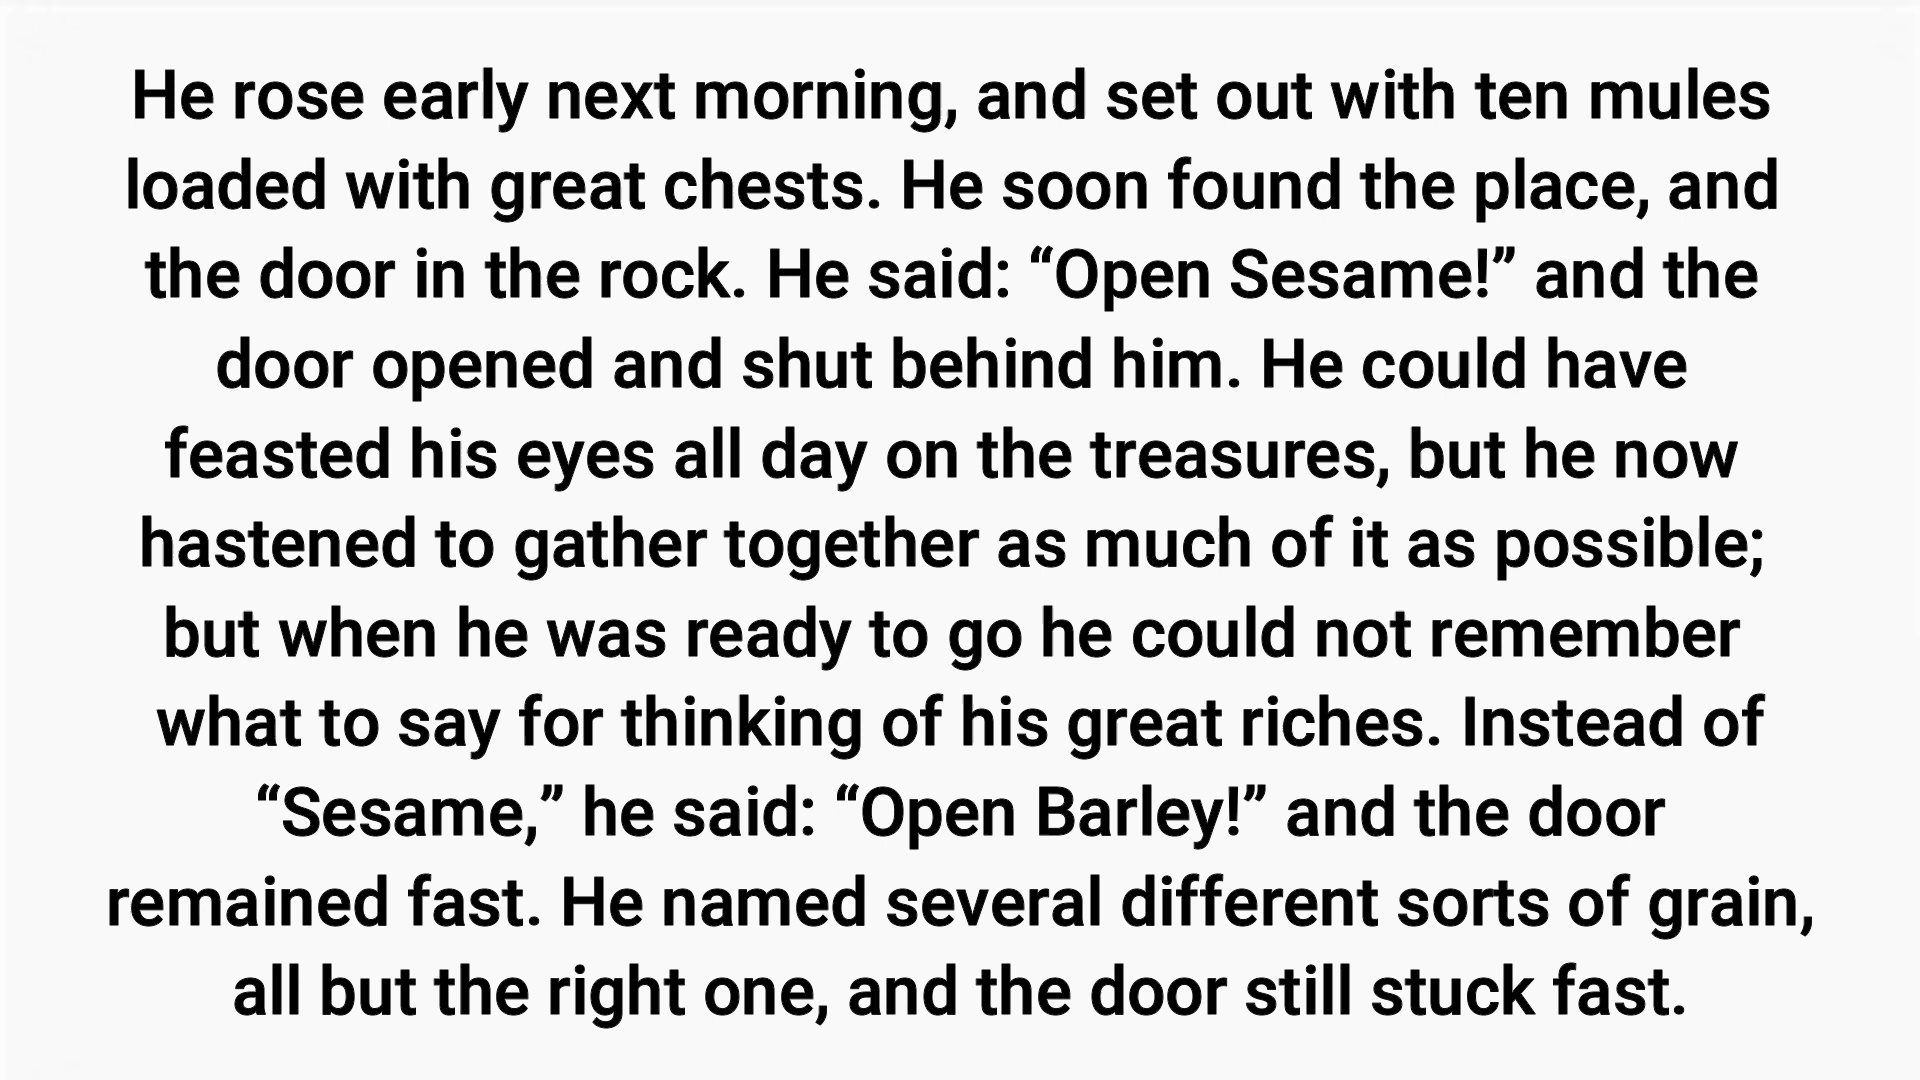 He rose early next morning, and set out with ten mules
loaded with great chests. He soon found the place, and
the door in the rock. He said: “Open Sesame!” and the
door opened and shut behind him. He could have
feasted his eyes all day on the treasures, but he now
hastened to gather together as much of it as possible;
but when he was ready to go he could not remember
what to say for thinking of his great riches. Instead of
“Sesame,” he said: “Open Barley!” and the door
remained fast. He named several different sorts of grain,
all but the right one, and the door still stuck fast.